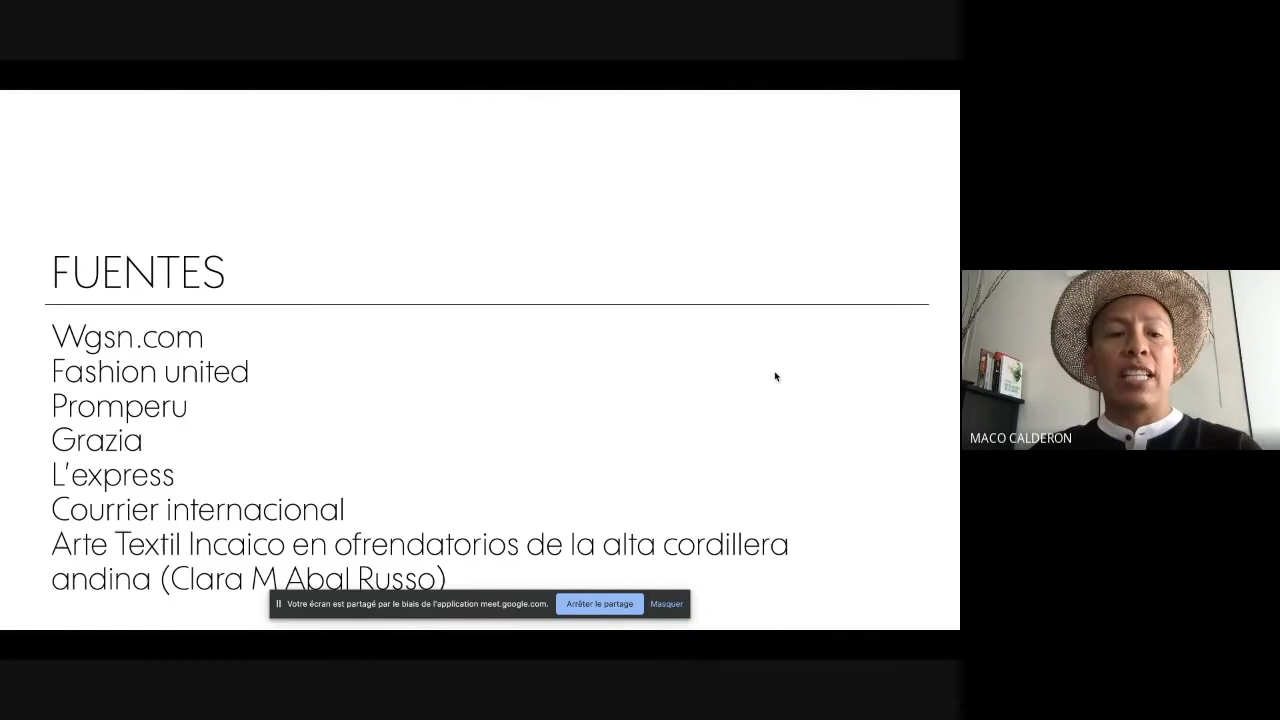 FUENTES
Wgsn.com
Fashion united
Promperu
Grazia
L'express
Courrier internacional
Arte Textil Incaico en ofrendatorios de la alta cordillera
andina (Clara M Abal Russo)
Votre écran est partagé par le biais de l'application meet.google.com. Arrêter le partage Masquer
MACO CALDERON